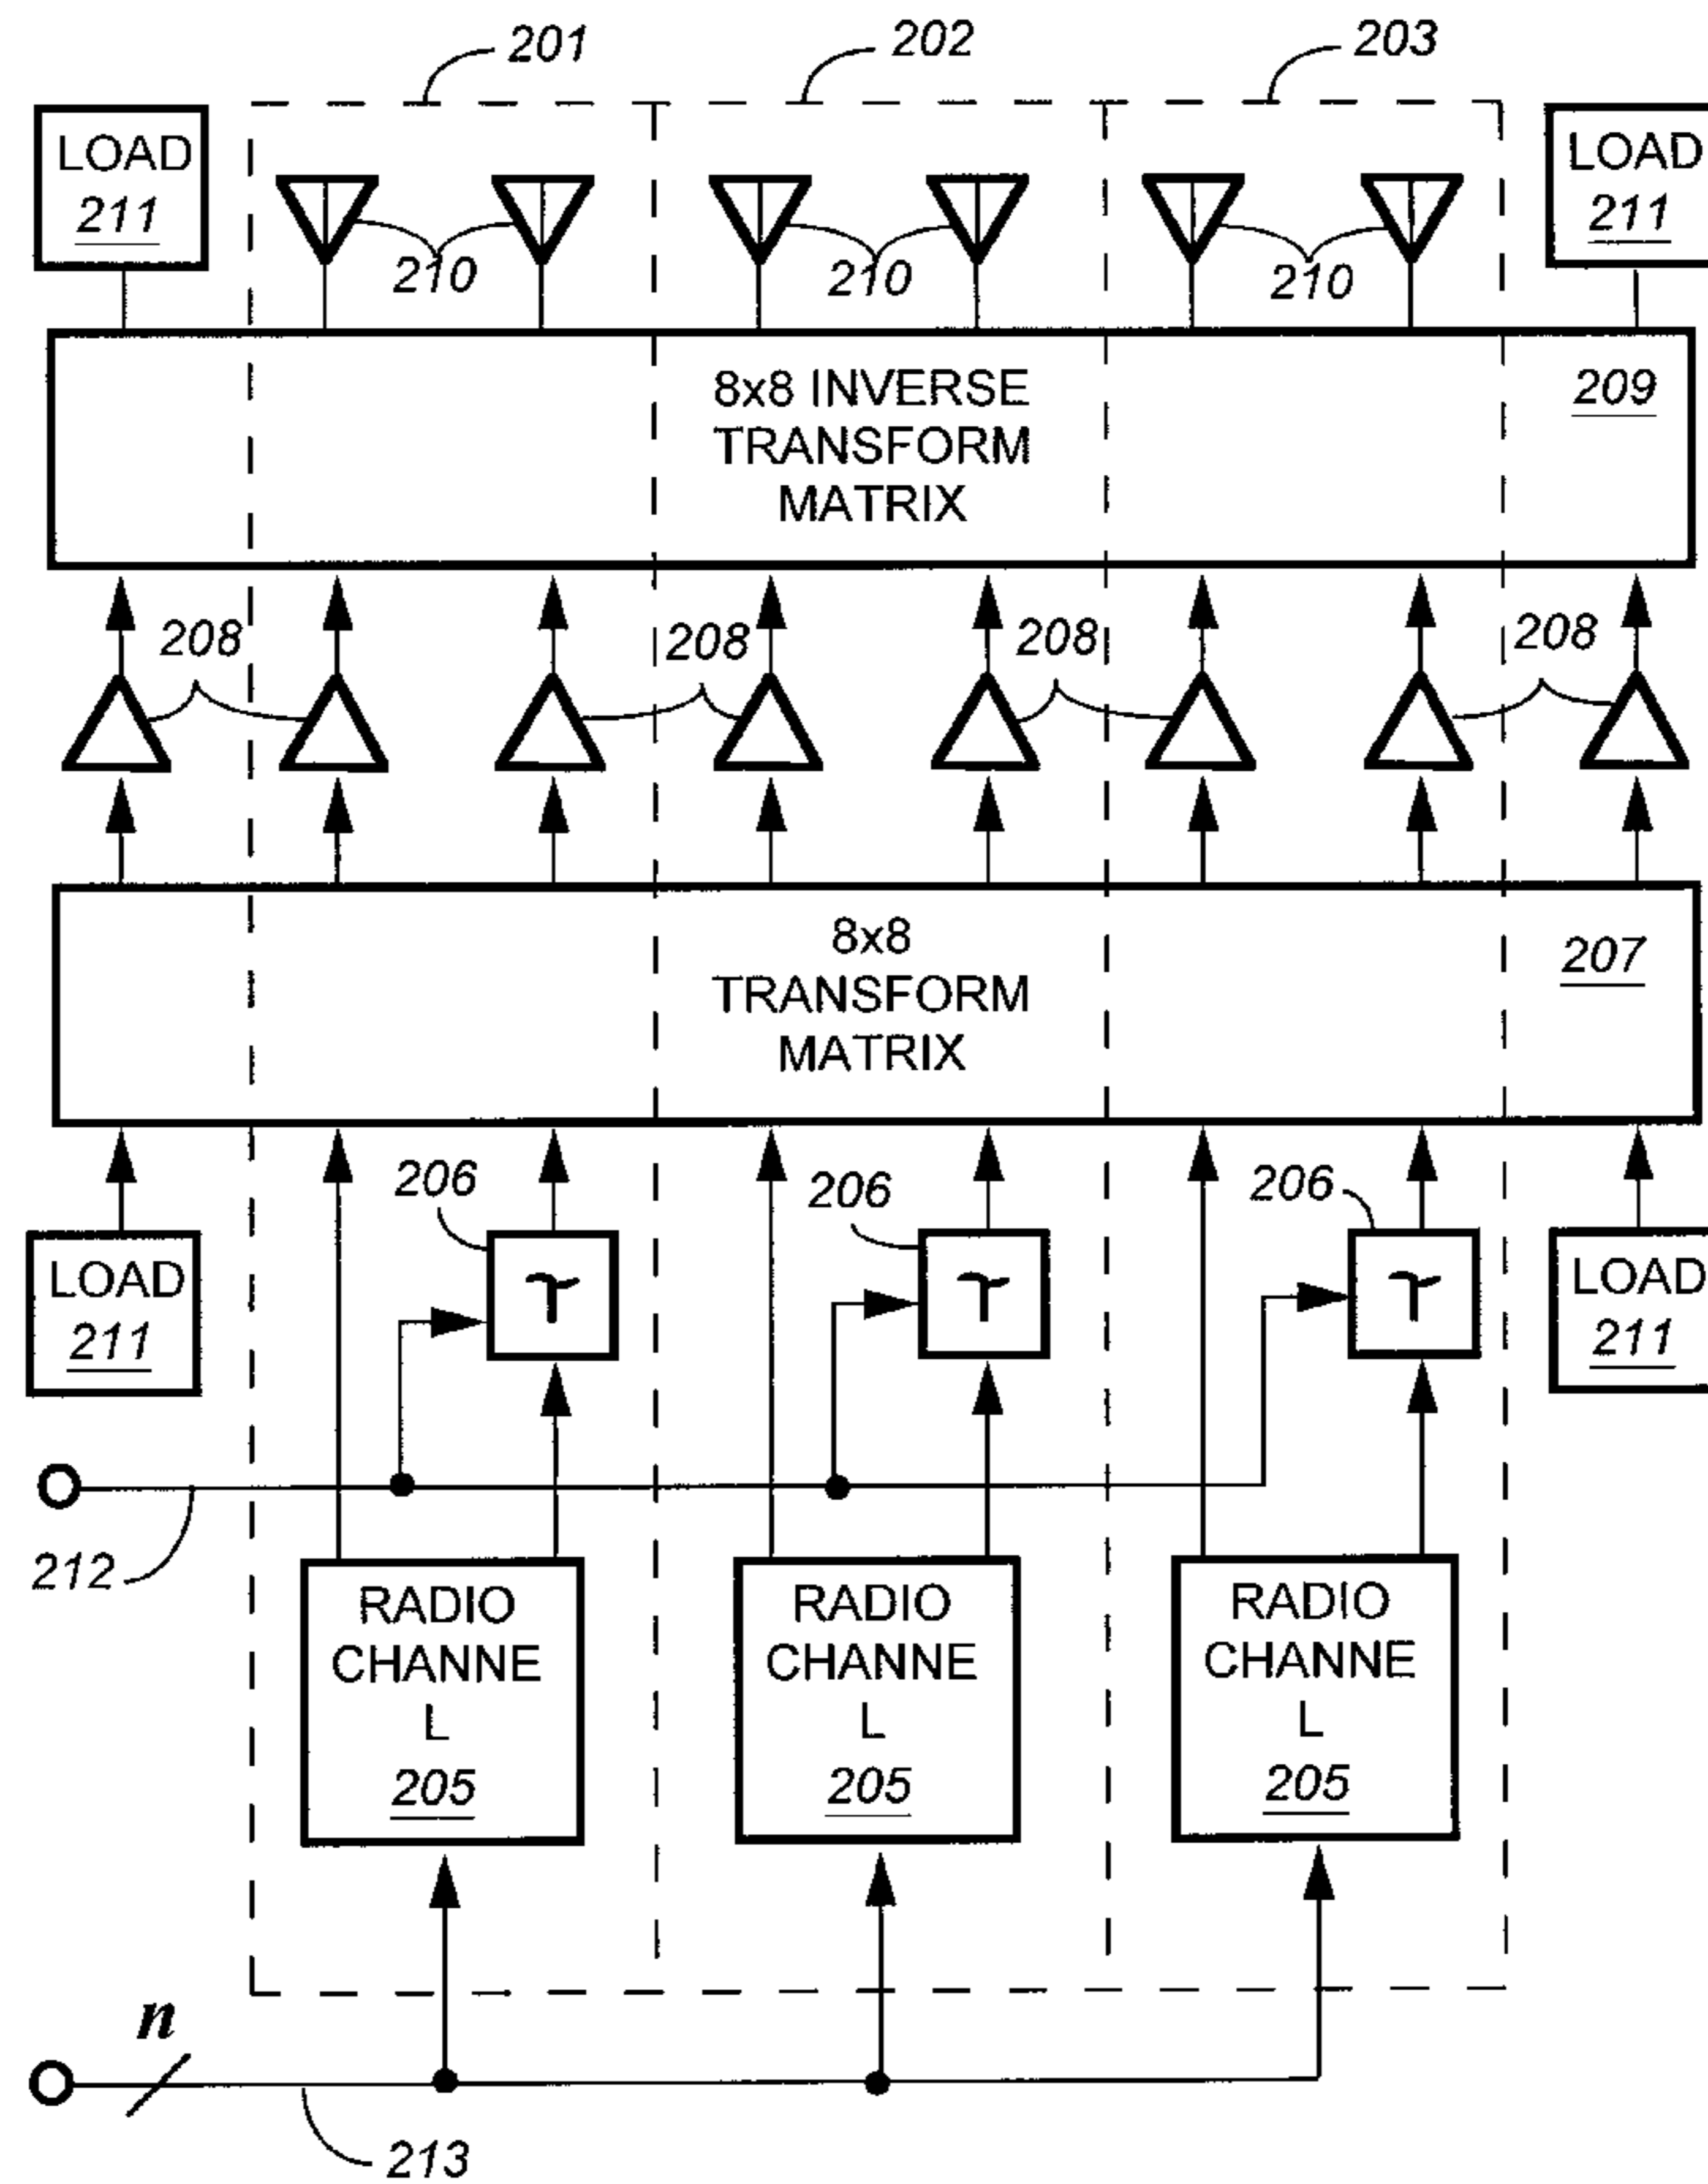 201
202
203
LOAD
211
LOAD
211
210
210
210
8x8 INVERSE
TRANSFORM
MATRIX
209
208
208
208
208
8x8
TRANSFORM
MATRIX
207
206
206
206
LOAD
211
τ
τ
τ
LOAD
211
212
RADIO
CHANNE
L
205
RADIO
CHANNE
L
205
RADIO
CHANNE
L
205
n
213